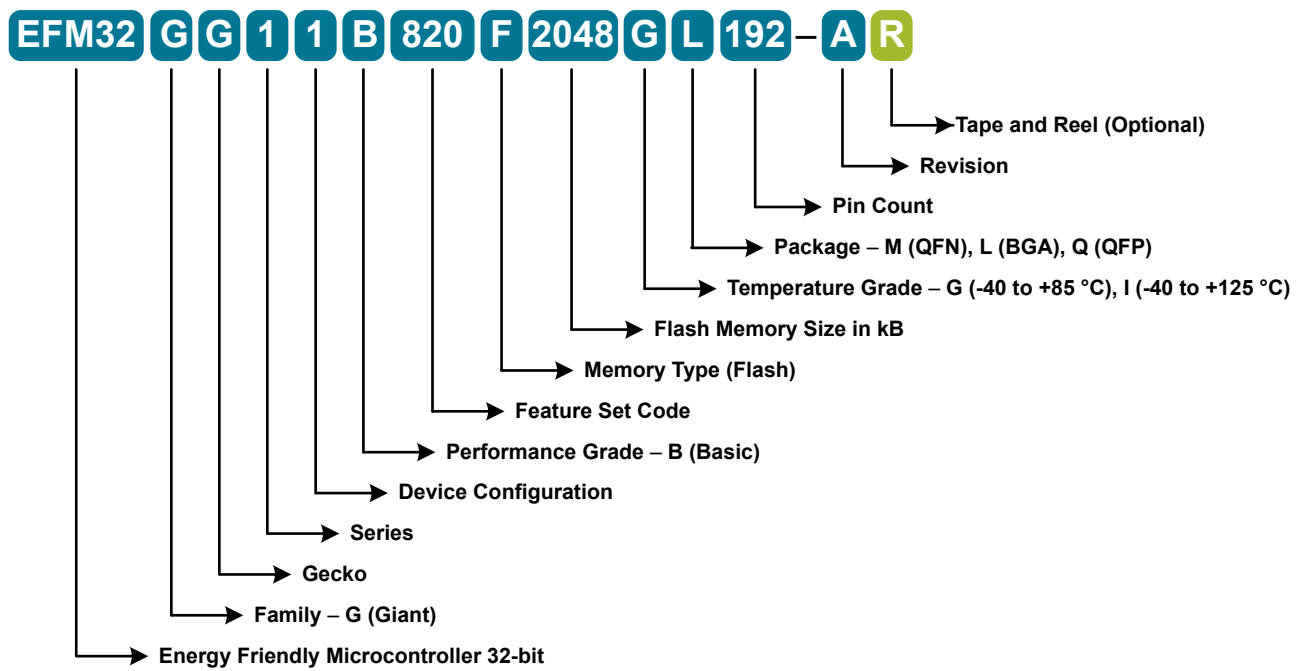 EFM32 G G 1 1 B 820 F 2048 G L 192 – A R
Tape and Reel (Optional)
Revision
Pin Count
Package – M (QFN), L (BGA), Q (QFP)
Temperature Grade – G (-40 to +85 °C), I (-40 to +125 °C)
Flash Memory Size in kB
Memory Type (Flash)
Feature Set Code
Performance Grade – B (Basic)
Device Configuration
Series
Gecko
Family – G (Giant)
Energy Friendly Microcontroller 32-bit